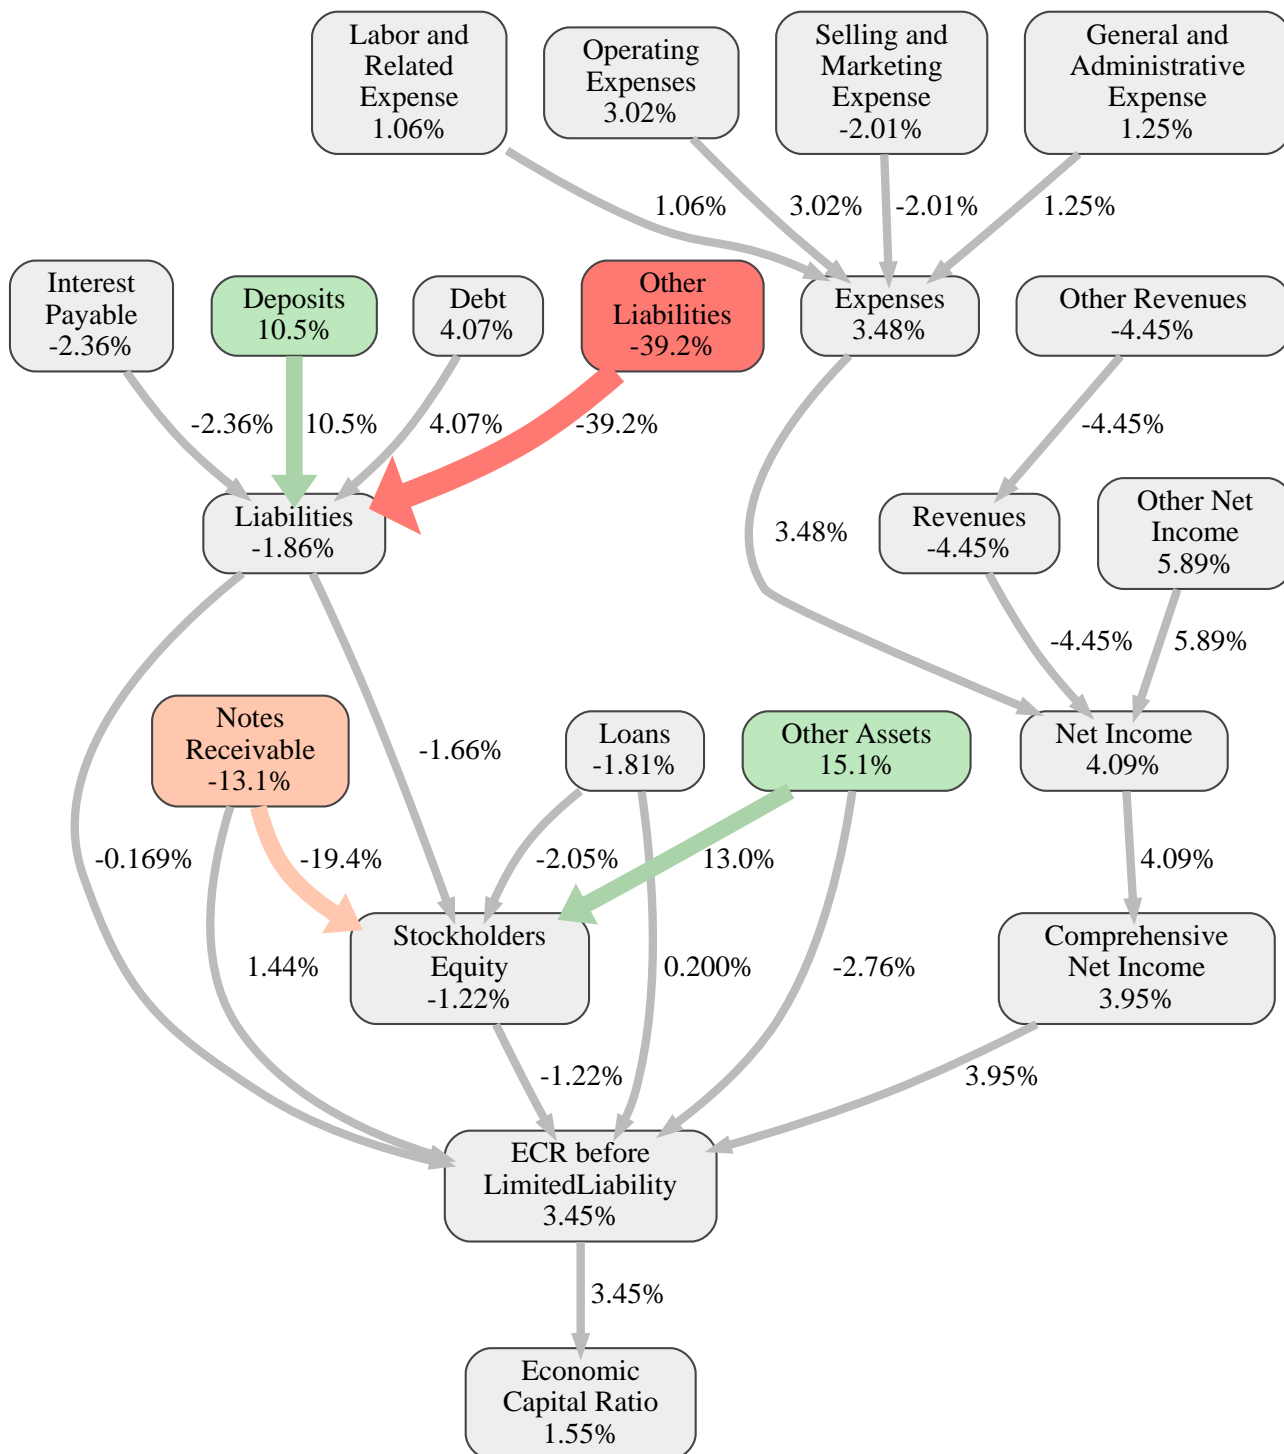 Labor and
Related
Expense
1.06%
Operating
Expenses
3.02%
Selling and
Marketing
Expense
-2.01%
General and
Administrative
Expense
1.25%
1.06%
3.02%
-2.01%
1.25%
Interest
Payable
-2.36%
Deposits
10.5%
Debt
4.07%
Other
Liabilities
-39.2%
Expenses
3.48%
Other Revenues
-4.45%
-2.36%
10.5%
4.07%
-39.2%
-4.45%
Liabilities
-1.86%
3.48%
Revenues
-4.45%
Other Net
Income
5.89%
-4.45%
5.89%
Notes
Receivable
-13.1%
-1.66%
Loans
-1.81%
Other Assets
15.1%
Net Income
4.09%
-0.169%
-19.4%
-2.05%
13.0%
4.09%
Stockholders
Equity
-1.22%
Comprehensive
Net Income
3.95%
1.44%
0.200%
-2.76%
-1.22%
3.95%
ECR before
LimitedLiability
3.45%
3.45%
Economic
Capital Ratio
1.55%